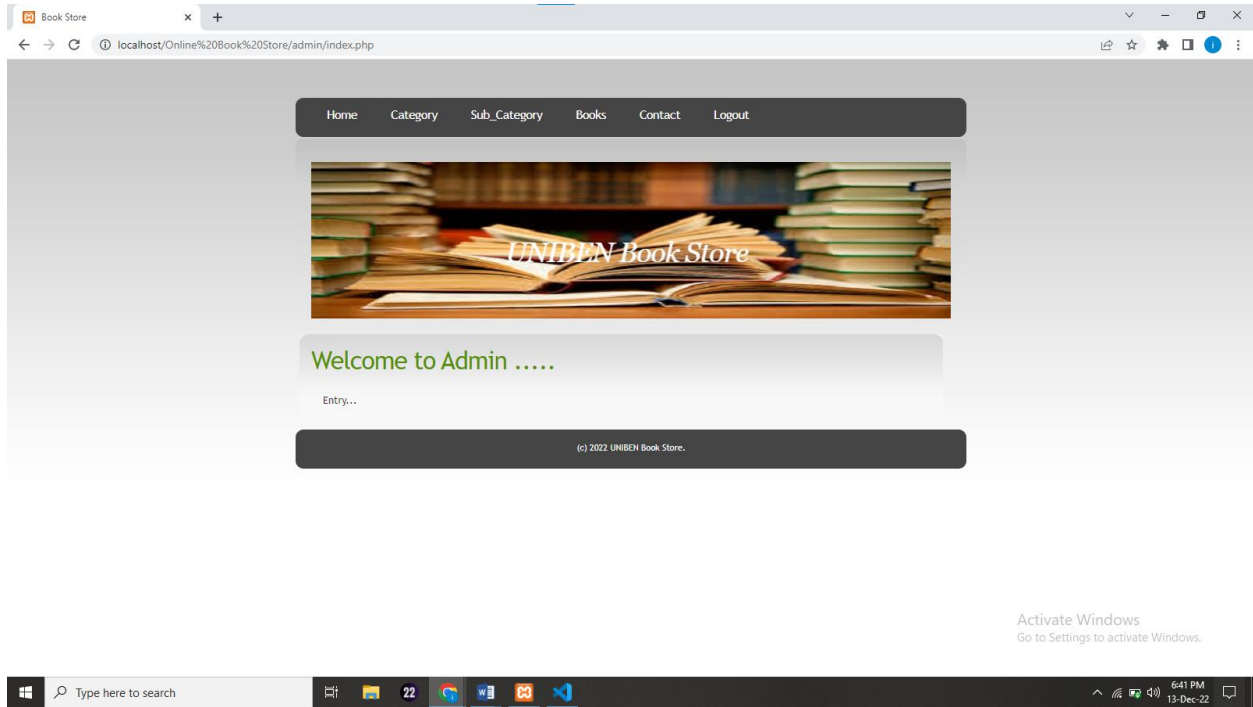 Book Store
localhost/Online%20Book%20Store/admin/index.php
i
Home Category Sub_Category Books Contact Logout
UNIBEN Book Store
Welcome to Admin .....
Entry...
(c) 2022 UNIBEN Book Store.
Activate Windows
Go to Settings to activate Windows.
Type here to search
22
6:41 PM
13-Dec-22